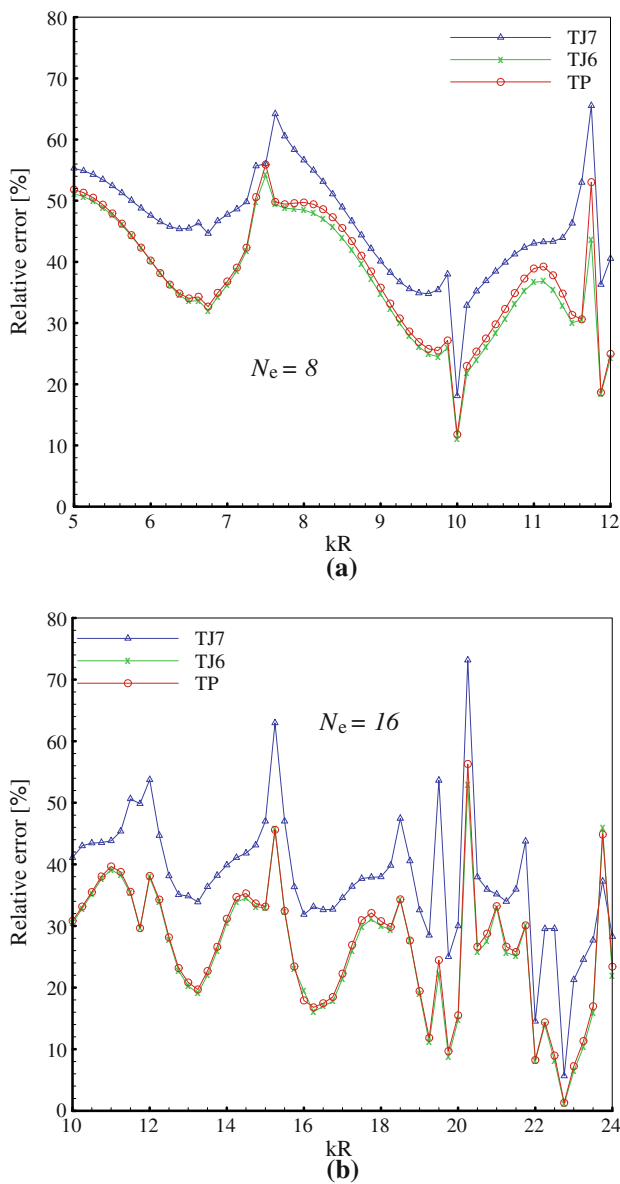 80
70
60
50
40
30
20
10
0
Relative error [%]
TJ7
TJ6
TP
Ne = 8
5 6 7 8 9 10 11 12
kR
(a)
80
70
60
50
40
30
20
10
0
Relative error [%]
TJ7
TJ6
TP
Ne = 16
10 12 14 16 18 20 22 24
kR
(b)